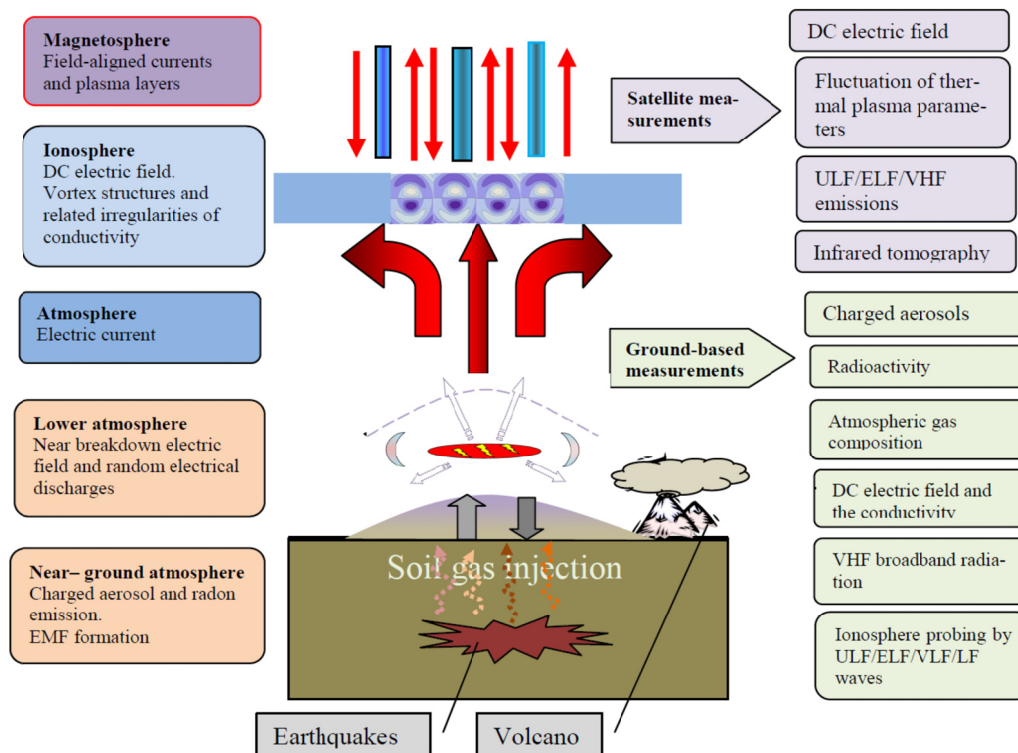 Magnetosphere
Field-aligned currents
and plasma layers
Ionosphere
DC electric field.
Vortex structures and
related irregularities of
conductivity
Atmosphere
Electric current
Lower atmosphere
Near breakdown electric
field and random electrical
discharges
Near– ground atmosphere
Charged aerosol and radon
emission.
EMF formation
Soil gas injection
Earthquakes
Volcano
Satellite mea-
surements
Ground-based
measurements
DC electric field
Fluctuation of ther-
mal plasma parame-
ters
ULF/ELF/VHF
emissions
Infrared tomography
Charged aerosols
Radioactivity
Atmospheric gas
composition
DC electric field and
the conductivity
VHF broadband radia-
tion
Ionosphere probing by
ULF/ELF/VLF/LF
waves